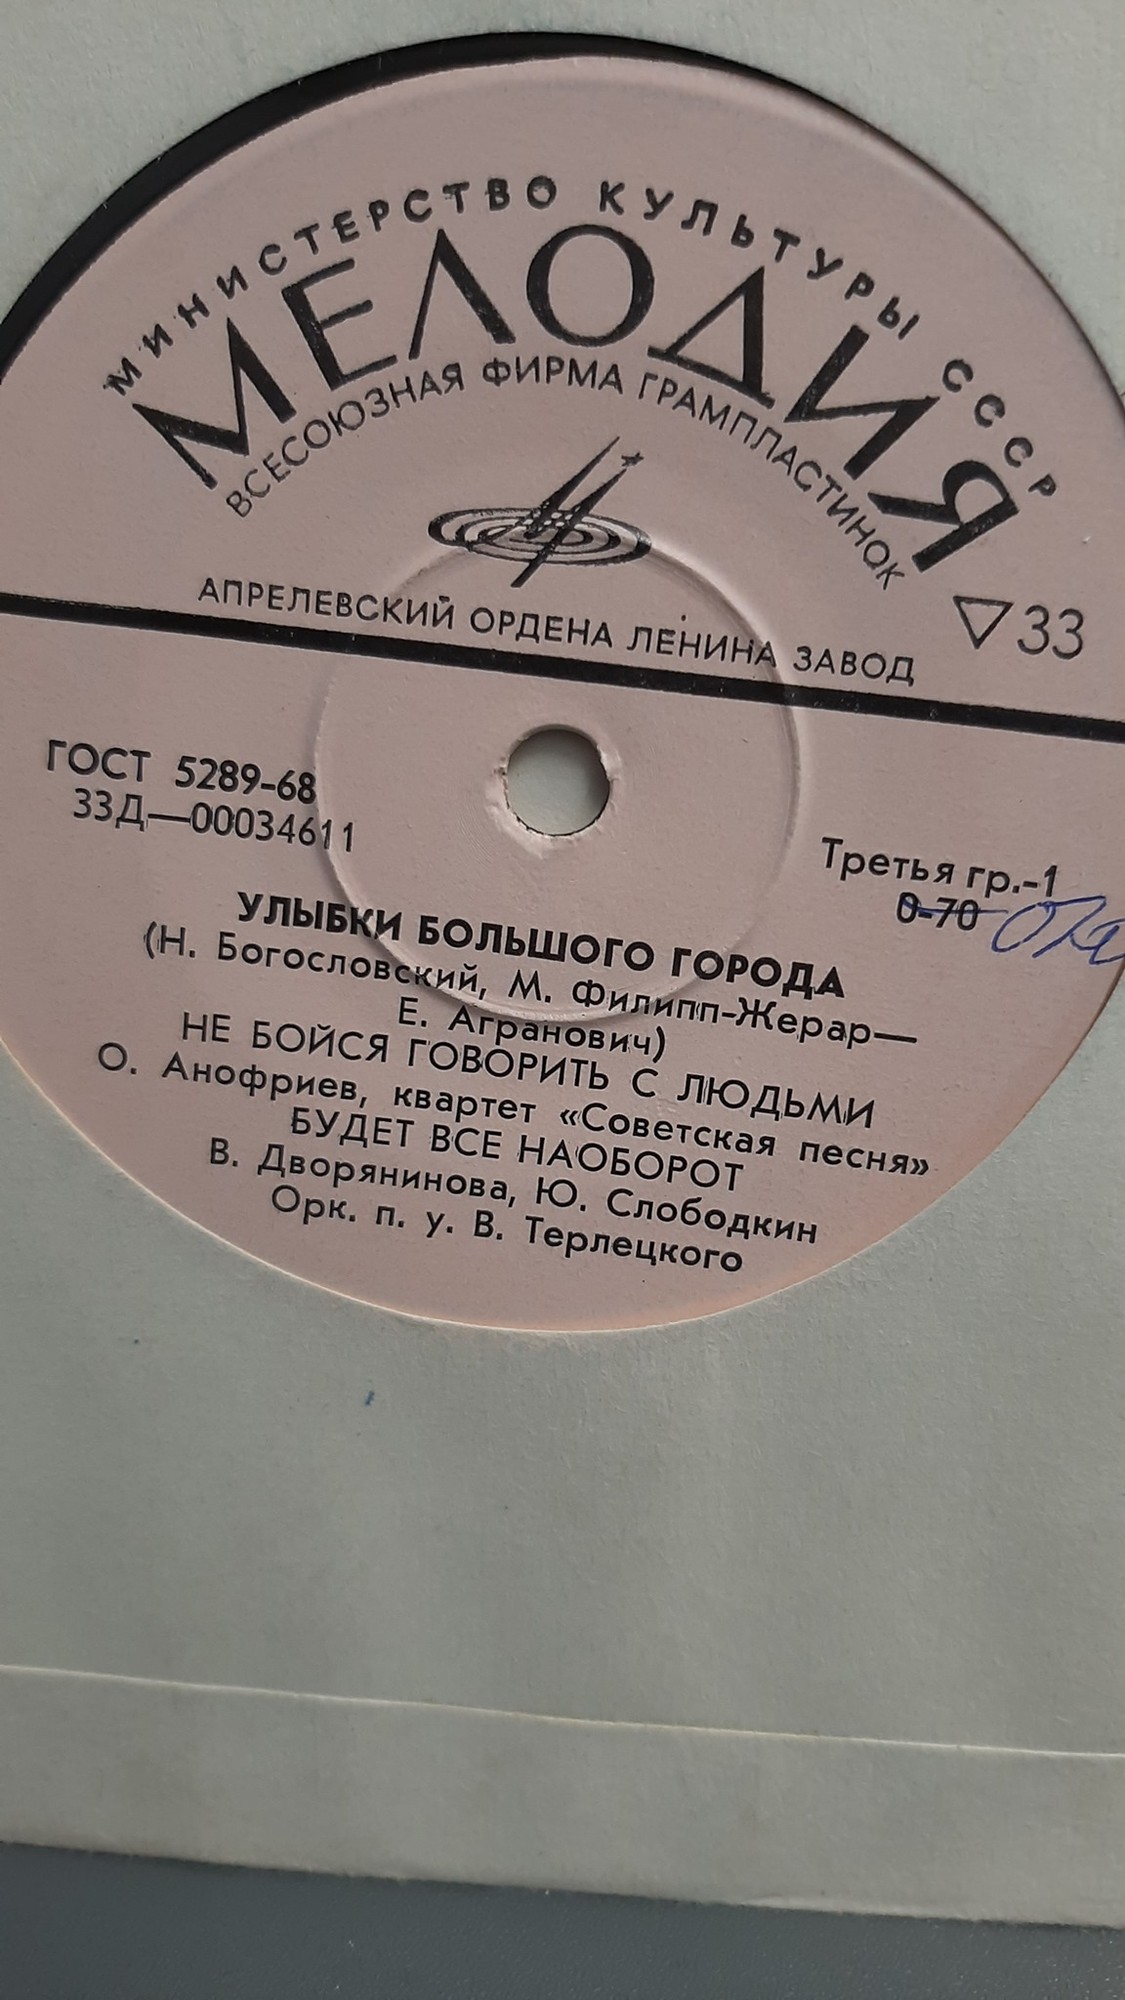 МИНИСТЕРСТВО КУЛЬТУРЫ СССР
МЕЛОДИЯ
ВСЕСОЮЗНАЯ ФИРМА ГРАМПЛАСТИНОК
АПРЕЛЕВСКИЙ ОРДЕНА ЛЕНИНА ЗАВОД
33
ГОСТ 5289-68
33Д—00034611
Третья гр.-1
0-70
УЛЫБКИ БОЛЬШОГО ГОРОДА
(Н. Богословский, М. Филипп-Жерар—
Е. Агранович)
НЕ БОЙСЯ ГОВОРИТЬ С ЛЮДЬМИ
О. Анофриев, квартет «Советская песня»
БУДЕТ ВСЕ НАОБОРОТ
В. Дворянинова, Ю. Слободкин
Орк. п. у. В. Терлецкого